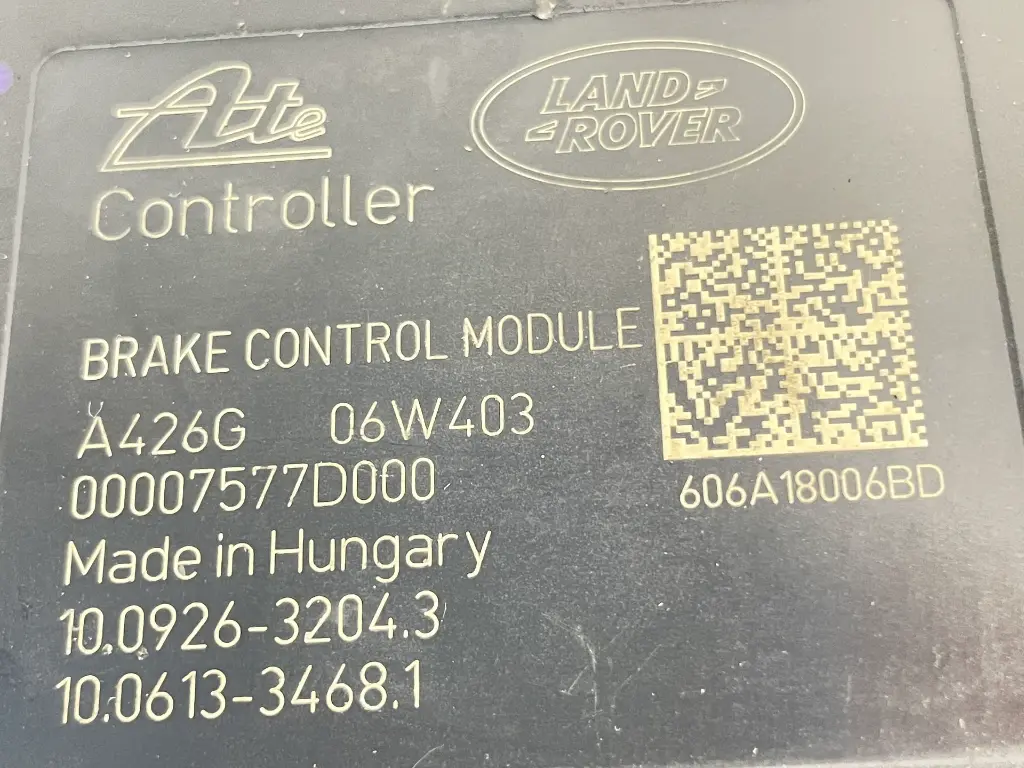 Ate
LAND
ROVER
Controller
BRAKE CONTROL MODULE
A426G 06W403
00007577D000
606A18006BD
Made in Hungary
10.0926-3204.3
10.0613-3468.1